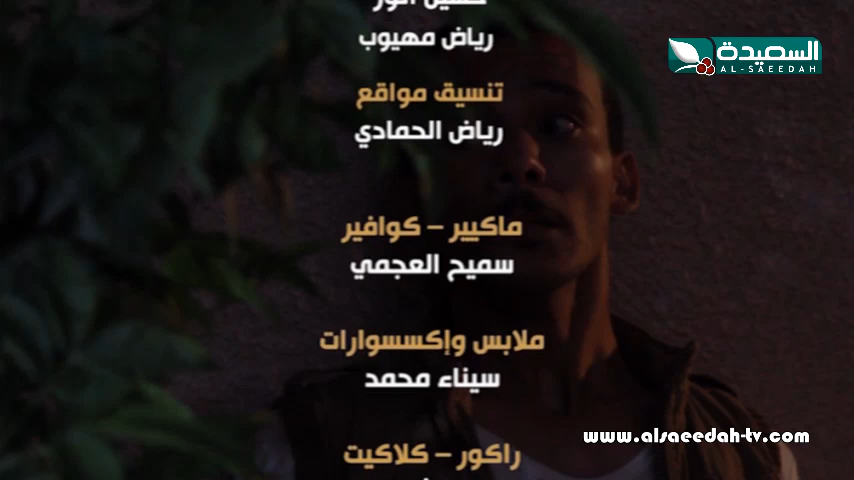 رياض مهيوب
السعيدة
AL-SAEEDAH
تنسيق مواقع
رياض الحمادي
ماكيير – كوافير
سميح العجمي
ملابس وإكسسوارات
سيناء محمد
www.alsaeedah-tv.com
راكور – كلاكيت